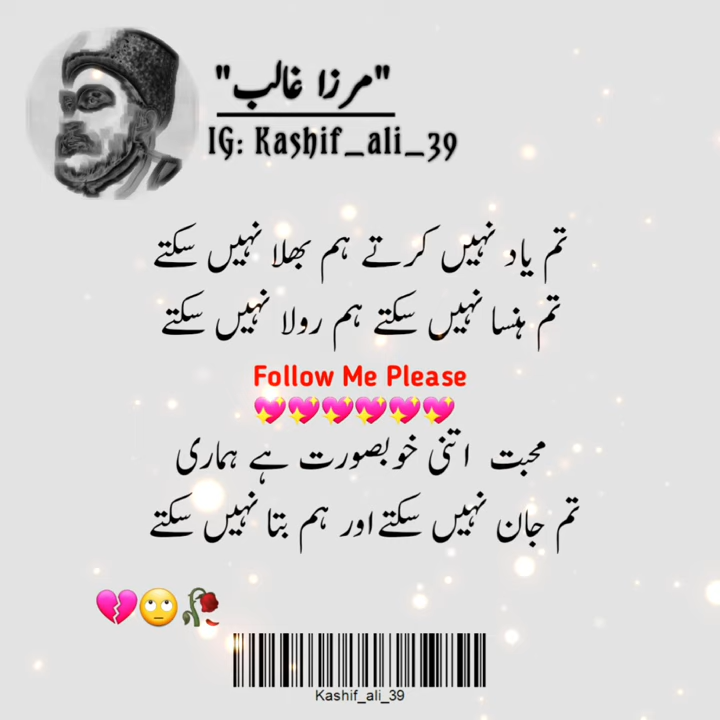 "مرزا غالب"
IG: Kashif_ali_39
تم یاد نہیں کرتے ہم بھلا نہیں سکتے
تم ہنسا نہیں سکتے ہم رولا نہیں سکتے
Follow Me Please
💖💖💖💖💖💖
محبت اتنی خوبصورت ہے ہماری
تم جان نہیں سکتے اور ہم بتا نہیں سکتے
💔🙄🥀
Kashif_ali_39